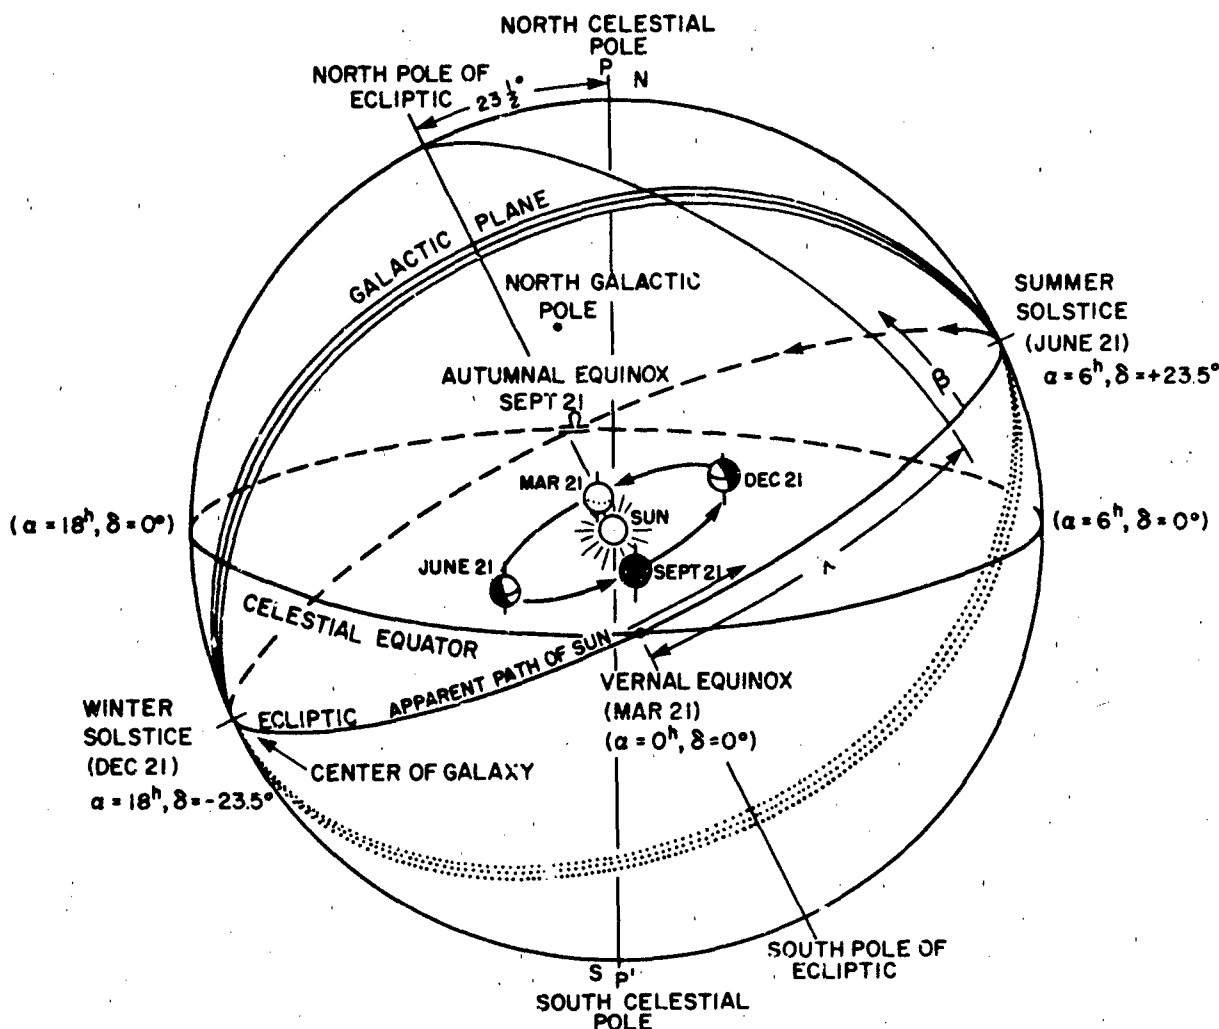 NORTH CELESTIAL
POLE
P N
NORTH POLE OF
ECLIPTIC
23 1/2°
GALACTIC PLANE
NORTH GALACTIC
POLE
SUMMER
SOLSTICE
(JUNE 21)
α=6ʰ, δ=+23.5°
β
AUTUMNAL EQUINOX
SEPT 21
♎
MAR 21
DEC 21
SUN
(α=18ʰ, δ=0°)
(α=6ʰ, δ=0°)
JUNE 21
SEPT 21
λ
CELESTIAL EQUATOR
ECLIPTIC APPARENT PATH OF SUN
VERNAL EQUINOX
(MAR 21)
(α=0ʰ, δ=0°)
WINTER
SOLSTICE
(DEC 21)
α=18ʰ, δ=-23.5°
CENTER OF GALAXY
SOUTH POLE OF
ECLIPTIC
S P'
SOUTH CELESTIAL
POLE